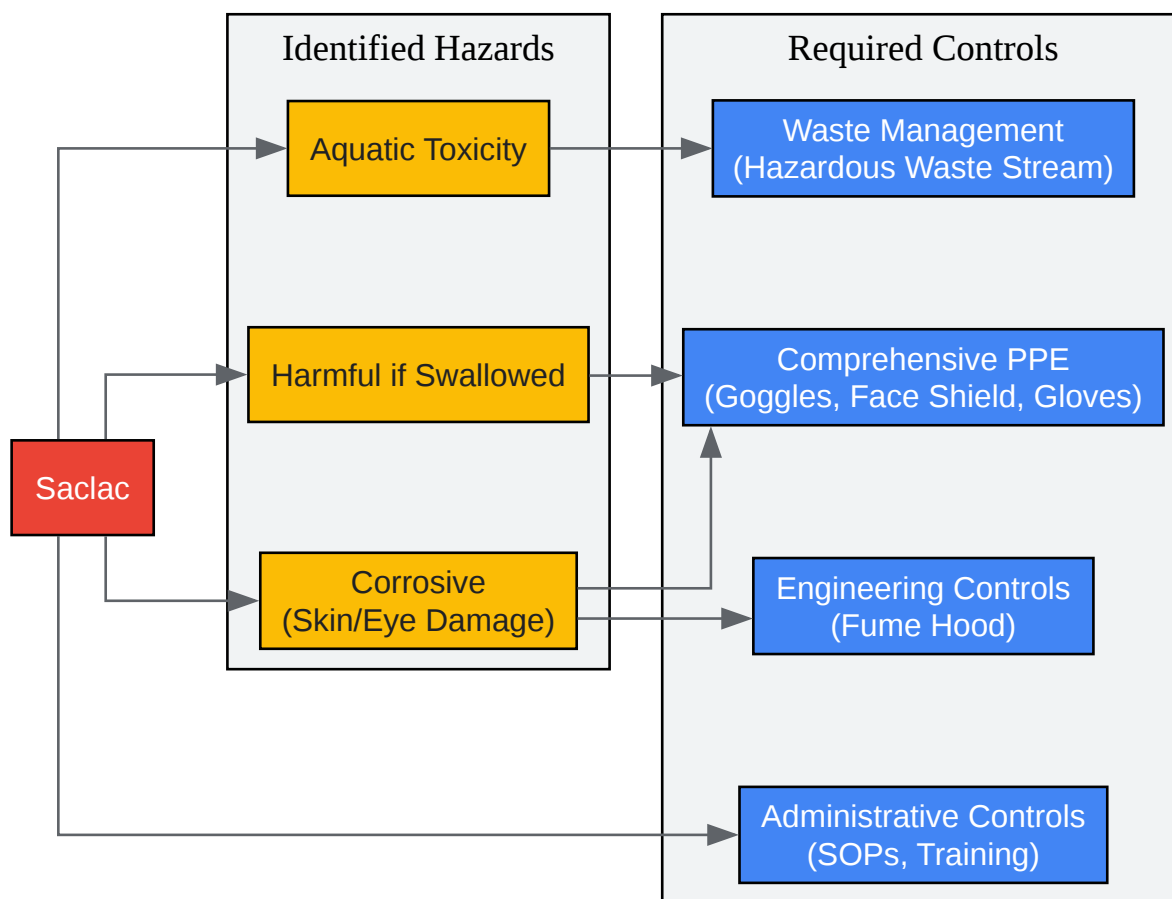 Identified Hazards
Required Controls
Aquatic Toxicity
Waste Management
(Hazardous Waste Stream)
Harmful if Swallowed
Comprehensive PPE
(Goggles, Face Shield, Gloves)
Saclac
Corrosive
(Skin/Eye Damage)
Engineering Controls
(Fume Hood)
Administrative Controls
(SOPs, Training)